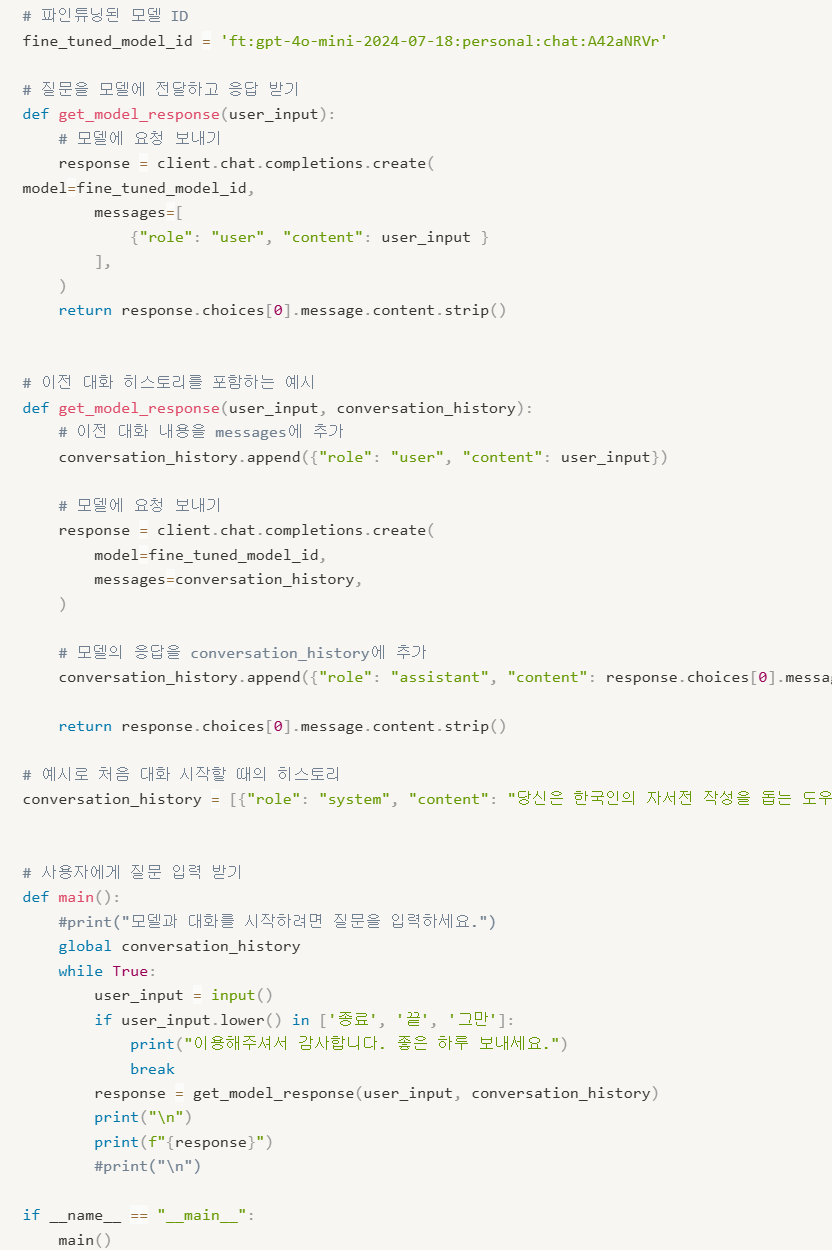 # 파인튜닝된 모델 ID
fine_tuned_model_id = 'ft:gpt-4o-mini-2024-07-18:personal:chat:A42aNRVr'
# 질문을 모델에 전달하고 응답 받기
def get_model_response(user_input):
    # 모델에 요청 보내기
    response = client.chat.completions.create(
model=fine_tuned_model_id,
        messages=[
            {"role": "user", "content": user_input }
        ],
    )
    return response.choices[0].message.content.strip()
# 이전 대화 히스토리를 포함하는 예시
def get_model_response(user_input, conversation_history):
    # 이전 대화 내용을 messages에 추가
    conversation_history.append({"role": "user", "content": user_input})
    # 모델에 요청 보내기
    response = client.chat.completions.create(
        model=fine_tuned_model_id,
        messages=conversation_history,
    )
    # 모델의 응답을 conversation_history에 추가
    conversation_history.append({"role": "assistant", "content": response.choices[0].messa
    return response.choices[0].message.content.strip()
# 예시로 처음 대화 시작할 때의 히스토리
conversation_history = [{"role": "system", "content": "당신은 한국인의 자서전 작성을 돕는 도우
# 사용자에게 질문 입력 받기
def main():
    #print("모델과 대화를 시작하려면 질문을 입력하세요.")
    global conversation_history
    while True:
        user_input = input()
        if user_input.lower() in ['종료', '끝', '그만']:
            print("이용해주셔서 감사합니다. 좋은 하루 보내세요.")
            break
        response = get_model_response(user_input, conversation_history)
        print("\n")
        print(f"{response}")
        #print("\n")
if __name__ == "__main__":
    main()